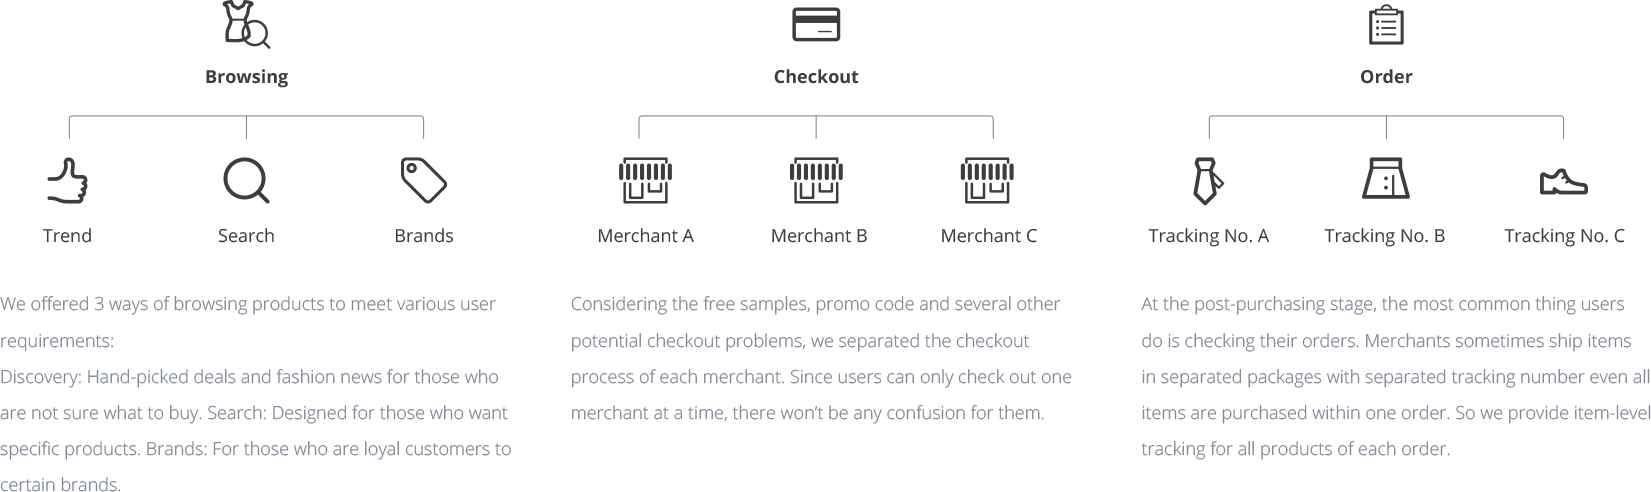 Browsing
Trend
Search
Brands
We offered 3 ways of browsing products to meet various user
requirements:
Discovery: Hand-picked deals and fashion news for those who
are not sure what to buy. Search: Designed for those who want
specific products. Brands: For those who are loyal customers to
certain brands.
Checkout
Merchant A
Merchant B
Merchant C
Considering the free samples, promo code and several other
potential checkout problems, we separated the checkout
process of each merchant. Since users can only check out one
merchant at a time, there won’t be any confusion for them.
Order
Tracking No. A
Tracking No. B
Tracking No. C
At the post-purchasing stage, the most common thing users
do is checking their orders. Merchants sometimes ship items
in separated packages with separated tracking number even all
items are purchased within one order. So we provide item-level
tracking for all products of each order.